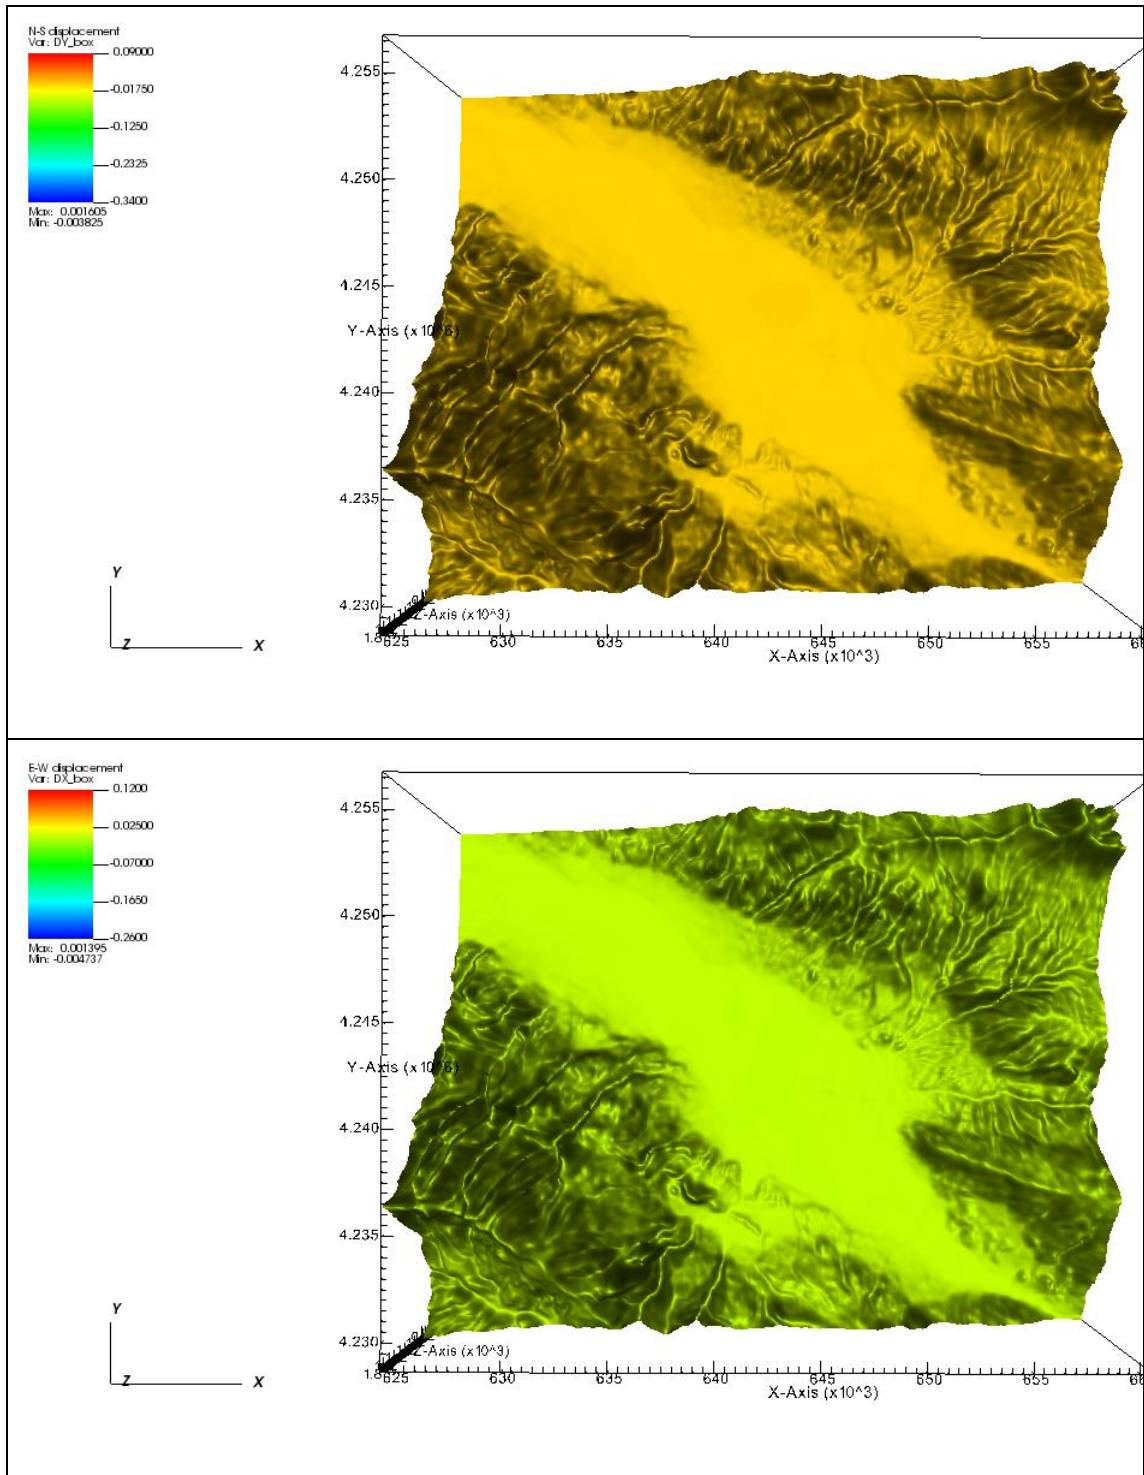 N-S displacement
Var: DY_box
0.09000
-0.01750
-0.1250
-0.2325
-0.3400
Max: 0.001605
Min: -0.003825
4.255
4.250
4.245
Y-Axis (x10^6)
4.240
4.235
4.230
Z-Axis (x10^3)
625 630 635 640 645 650 655
X-Axis (x10^3)
Y
Z X
E-W displacement
Var: DX_box
0.1200
0.02500
-0.07000
-0.1650
-0.2600
Max: 0.001395
Min: -0.004737
4.255
4.250
4.245
Y-Axis (x10^6)
4.240
4.235
4.230
Z-Axis (x10^3)
625 630 635 640 645 650 655
X-Axis (x10^3)
Y
Z X